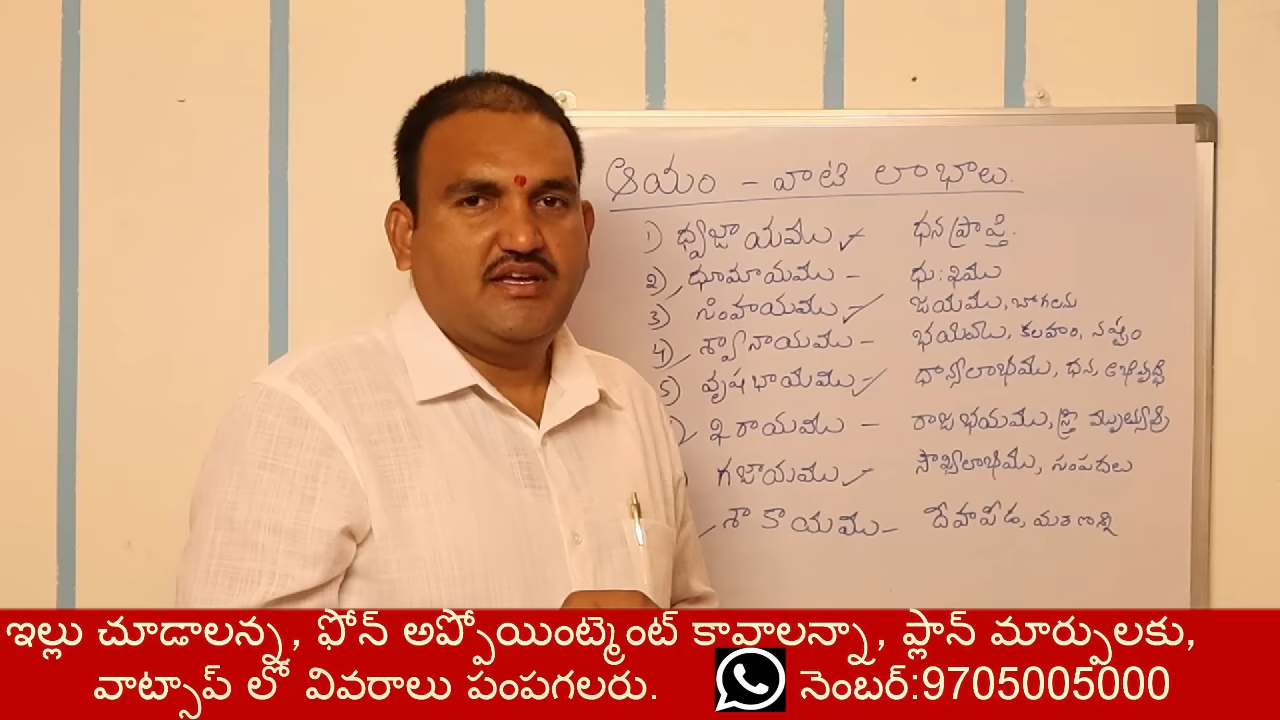 ఆయం - వాటి లాభాలు.
1) ధ్వజాయము ✓ ధన ప్రాప్తి.
2) ధూమాయము - ధు:ఖము
3) సింహాయము ✓ జయము, బోగలను
4) శ్వానాయము - భయము, కలహం, నష్టం
5) వృషభాయము ✓ ధాన్యలాభము, ధన, అభివృద్ధి
ఖరాయము - రాజభయము, స్త్రీ
గజాయము ✓ సౌఖ్యలాభము, సంపదలు
శాకాయము -
ఇల్లు చూడాలన్న, ఫోన్ అప్పోయింట్మెంట్ కావాలన్నా, ప్లాన్ మార్పులకు,
వాట్సాప్ లో వివరాలు పంపగలరు. నెంబర్:9705005000